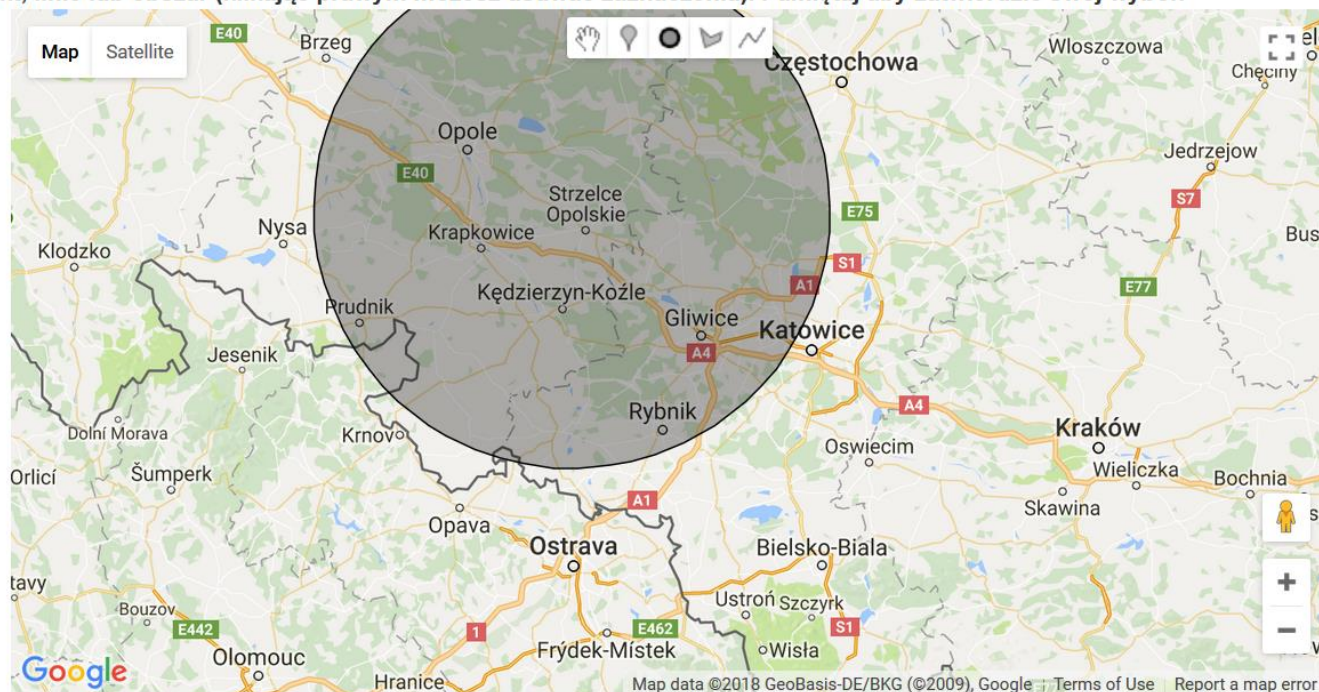 Map Satellite
E40
Brzeg
Częstochowa
Wloszczowa
Chęciny
Opole
E40
Strzelce
Opolskie
Jedrzejow
S7
E75
Nysa
Krapkowice
Klodzko
S1
Bus
A1
E77
Kędzierzyn-Koźle
Prudnik
Gliwice
Katowice
A4
Jesenik
Rybnik
A4
Dolní Morava
Krnov
Kraków
Oswiecim
Orlicí
Šumperk
Wieliczka
Bochnia
A1
Skawina
Opava
Ostrava
Bielsko-Biala
tavy
Bouzov
Ustroń
Szczyrk
E442
1
E462
S1
Frýdek-Místek
Wisła
Olomouc
Google
Hranice
Map data ©2018 GeoBasis-DE/BKG (©2009), Google Terms of Use Report a map error